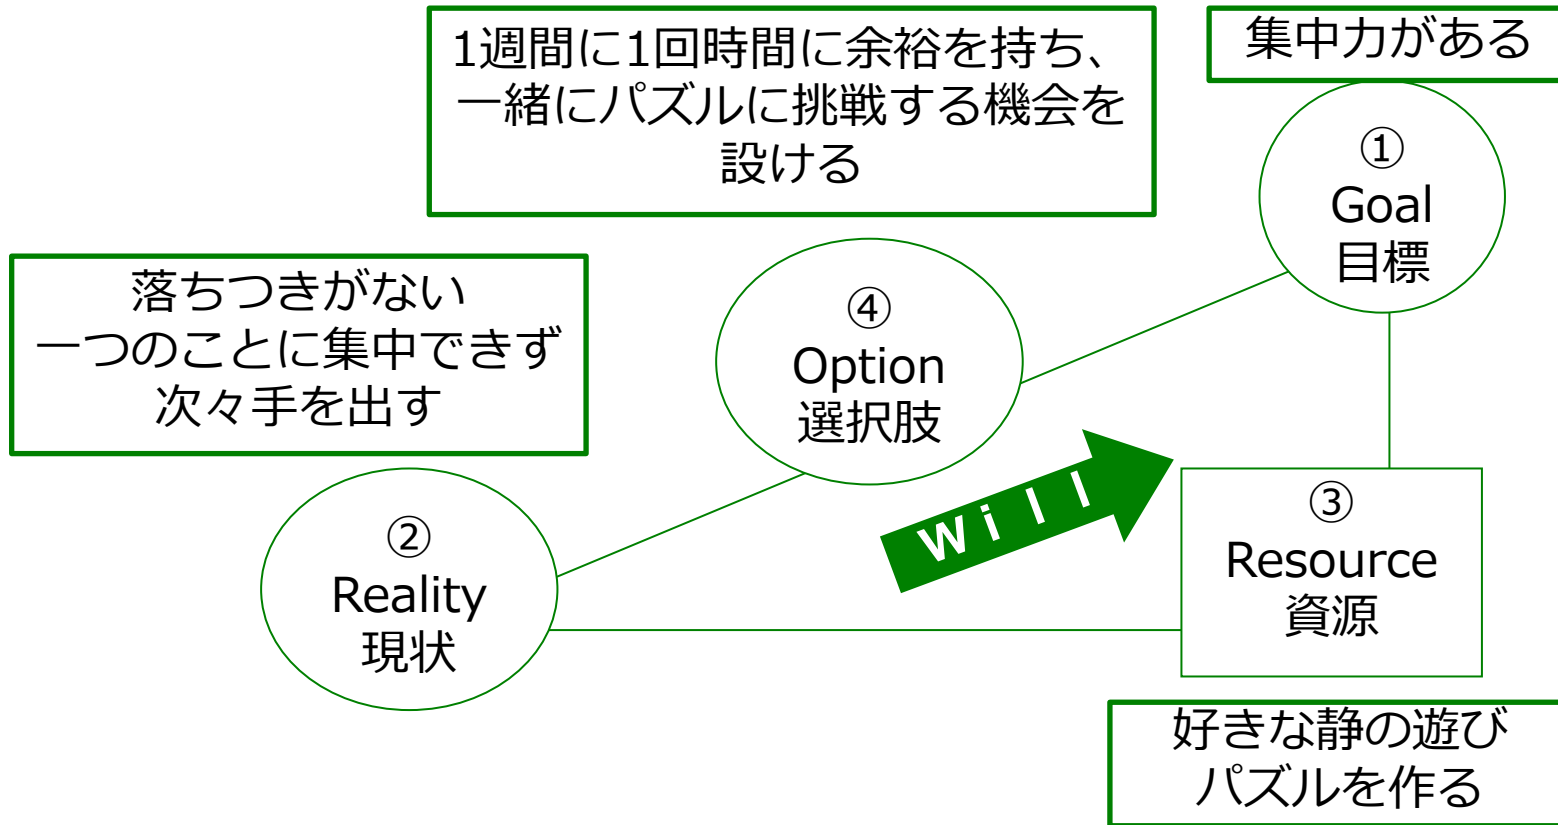 1週間に1回時間に余裕を持ち、
一緒にパズルに挑戦する機会を
設ける
集中力がある
①
Goal
目標
落ちつきがない
一つのことに集中できず
次々手を出す
④
Option
選択肢
Will
②
Reality
現状
③
Resource
資源
好きな静の遊び
パズルを作る